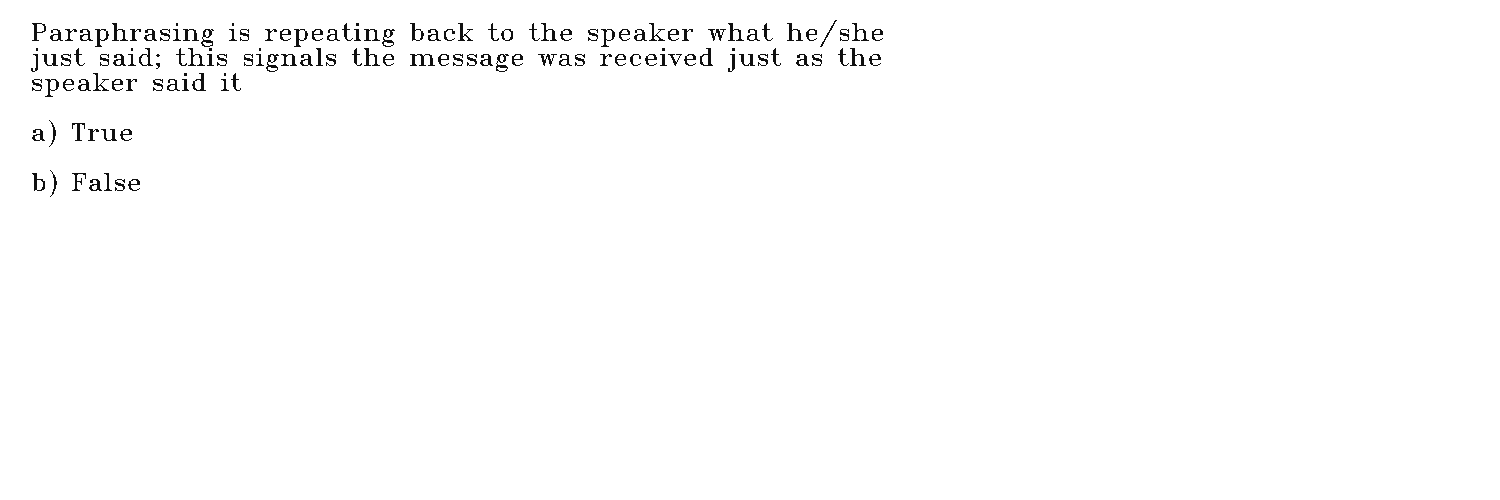 Paraphrasing is repeating back to the speaker what he/she
just said; this signals the message was received just as the
speaker said it
a) True
b) False